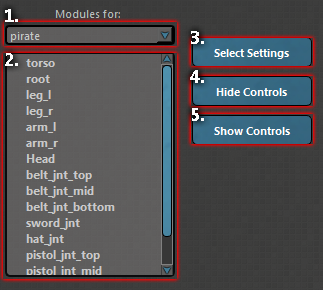 Modules for:
1.
pirate
2.
torso
root
leg_l
leg_r
arm_l
arm_r
Head
belt_jnt_top
belt_jnt_mid
belt_jnt_bottom
sword_jnt
hat_jnt
pistol_jnt_top
pistol_jnt_mid
3.
Select Settings
4.
Hide Controls
5.
Show Controls